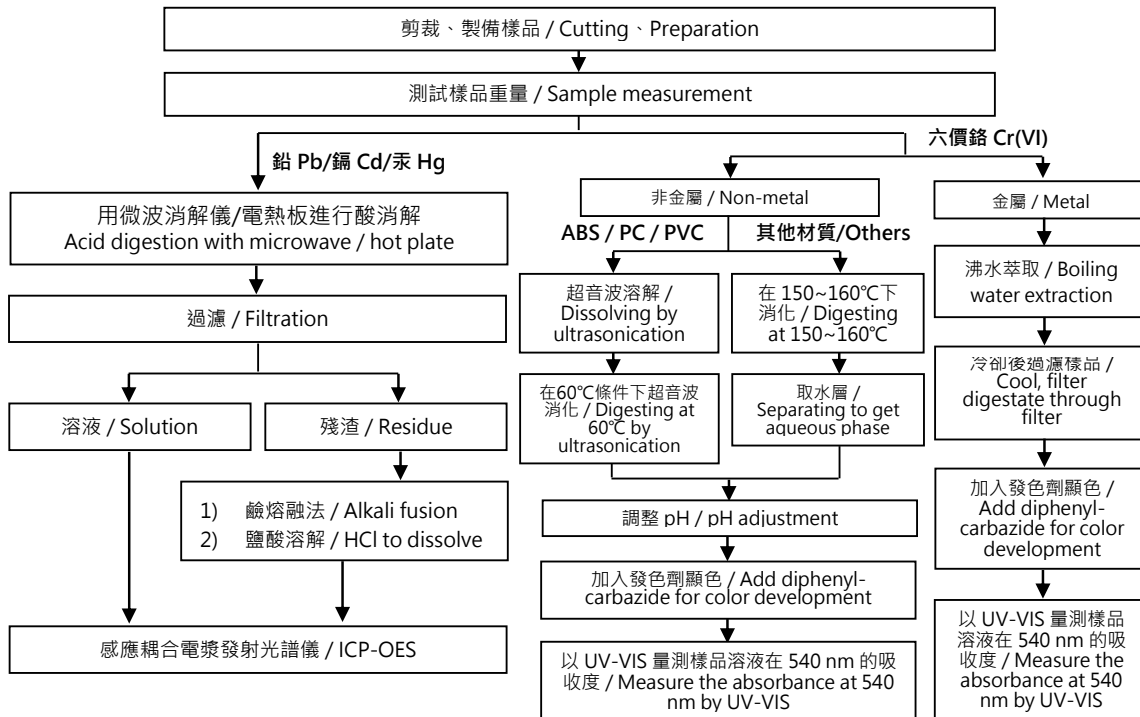 剪裁、製備樣品 / Cutting、Preparation
測試樣品重量 / Sample measurement
鉛 Pb/鎘 Cd/汞 Hg
六價鉻 Cr(VI)
用微波消解儀/電熱板進行酸消解
Acid digestion with microwave / hot plate
過濾 / Filtration
溶液 / Solution
殘渣 / Residue
1) 鹼熔融法 / Alkali fusion
2) 鹽酸溶解 / HCl to dissolve
感應耦合電漿發射光譜儀 / ICP-OES
非金屬 / Non-metal
ABS / PC / PVC
其他材質/Others
超音波溶解 /
Dissolving by
ultrasonication
在60℃條件下超音波
消化 / Digesting at
60℃ by
ultrasonication
在 150~160℃下
消化 / Digesting
at 150~160℃
取水層 /
Separating to get
aqueous phase
調整 pH / pH adjustment
加入發色劑顯色 / Add diphenyl-
carbazide for color development
以 UV-VIS 量測樣品溶液在 540 nm 的吸
收度 / Measure the absorbance at 540
nm by UV-VIS
金屬 / Metal
沸水萃取 / Boiling
water extraction
冷卻後過濾樣品 /
Cool, filter
digestate through
filter
加入發色劑顯色 /
Add diphenyl-
carbazide for color
development
以 UV-VIS 量測樣品
溶液在 540 nm 的吸
收度 / Measure the
absorbance at 540
nm by UV-VIS